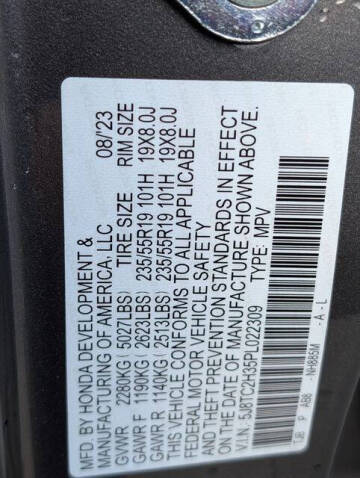 MFD. BY HONDA DEVELOPMENT &
MANUFACTURING OF AMERICA, LLC 08/'23
GVWR 2280KG ( 5027LBS) TIRE SIZE RIM SIZE
GAWR F 1190KG ( 2623LBS) 235/55R19 101H 19X8.0J
GAWR R 1140KG ( 2513LBS) 235/55R19 101H 19X8.0J
THIS VEHICLE CONFORMS TO ALL APPLICABLE
FEDERAL MOTOR VEHICLE SAFETY
AND THEFT PREVENTION STANDARDS IN EFFECT
ON THE DATE OF MANUFACTURE SHOWN ABOVE.
V.I.N.: 5J8TC2H35PL022309 TYPE: MPV
TJB P AB8 -NH885M -A-L